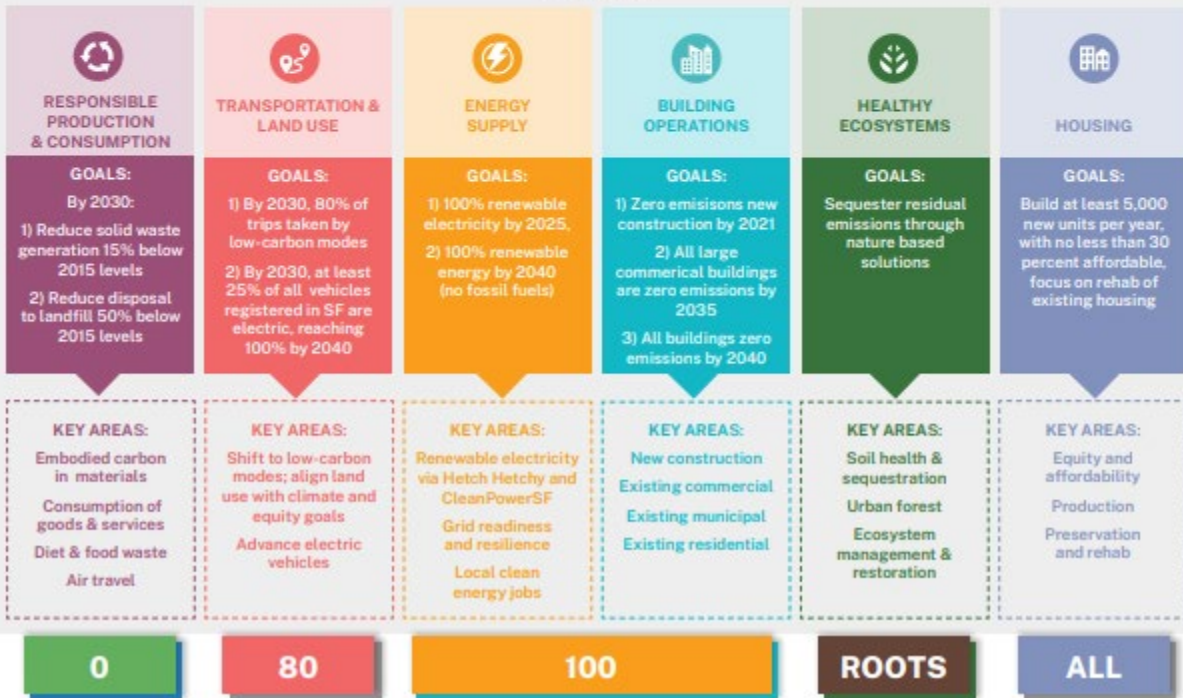 RESPONSIBLE
PRODUCTION
& CONSUMPTION
GOALS:
By 2030:
1) Reduce solid waste
generation 15% below
2015 levels
2) Reduce disposal
to landfill 50% below
2015 levels
KEY AREAS:
Embodied carbon
in materials
Consumption of
goods & services
Diet & food waste
Air travel
0
TRANSPORTATION &
LAND USE
GOALS:
1) By 2030, 80% of
trips taken by
low-carbon modes
2) By 2030, at least
25% of all vehicles
registered in SF are
electric, reaching
100% by 2040
KEY AREAS:
Shift to low-carbon
modes; align land
use with climate and
equity goals
Advance electric
vehicles
80
ENERGY
SUPPLY
GOALS:
1) 100% renewable
electricity by 2025,
2) 100% renewable
energy by 2040
(no fossil fuels)
KEY AREAS:
Renewable electricity
via Hetch Hetchy and
CleanPowerSF
Grid readiness
and resilience
Local clean
energy jobs
BUILDING
OPERATIONS
GOALS:
1) Zero emisisons new
construction by 2021
2) All large
commerical buildings
are zero emissions by
2035
3) All buildings zero
emissions by 2040
KEY AREAS:
New construction
Existing commercial
Existing municipal
Existing residential
100
HEALTHY
ECOSYSTEMS
GOALS:
Sequester residual
emissions through
nature based
solutions
KEY AREAS:
Soil health &
sequestration
Urban forest
Ecosystem
management &
restoration
ROOTS
HOUSING
GOALS:
Build at least 5,000
new units per year,
with no less than 30
percent affordable,
focus on rehab of
existing housing
KEY AREAS:
Equity and
affordability
Production
Preservation
and rehab
ALL